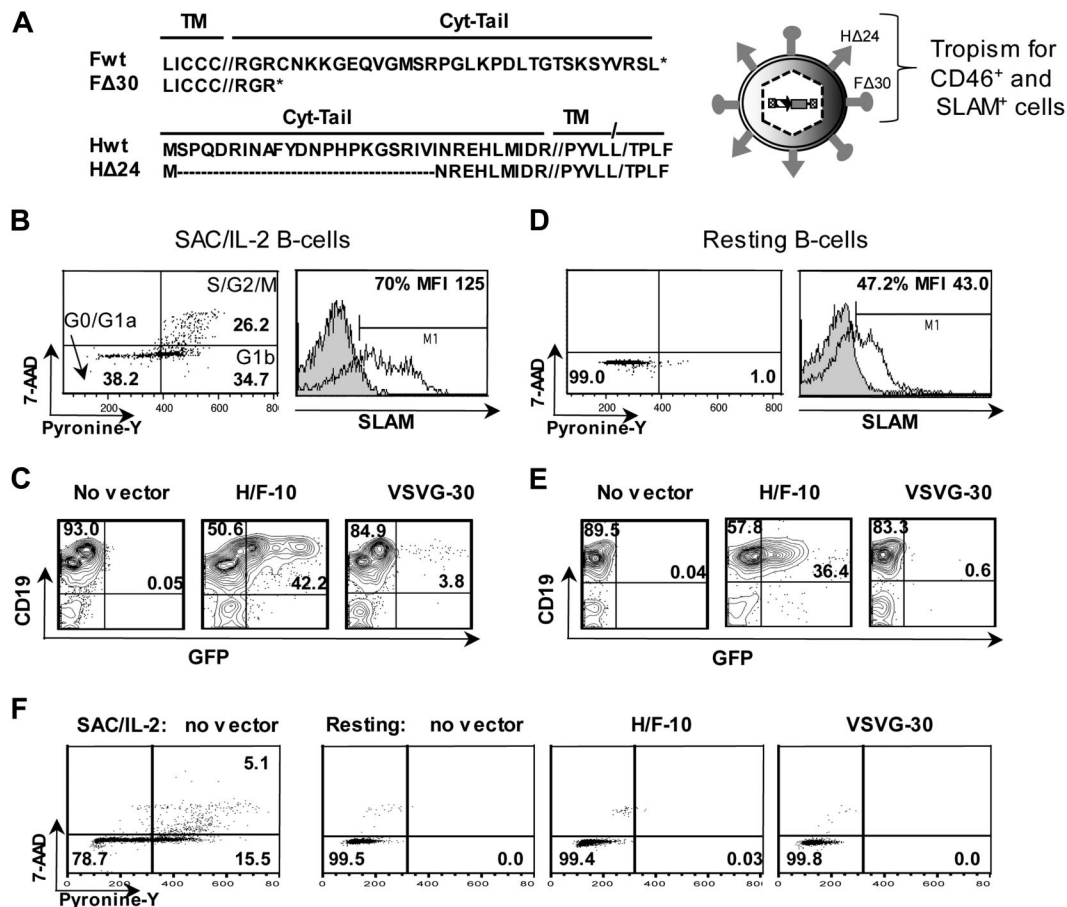 A
TM Cyt-Tail
Fwt LICCC//RGRCNKKGEQVGMSRPGLKPDLTGTSKSYVRSL*
FΔ30 LICCC//RGR*
Cyt-Tail TM
Hwt MSPQDRINAFYDNPHPKGSRIVINREHLMIDR//PYVLL/TPLF
HΔ24 M------------------------------------NREHLMIDR//PYVLL/TPLF
HΔ24
FΔ30
Tropism for
CD46+ and
SLAM+ cells
B
SAC/IL-2 B-cells
G0/G1a
S/G2/M
26.2
G1b
38.2 34.7
200 400 600 80
7-AAD
Pyronine-Y
70% MFI 125
M1
SLAM
D
Resting B-cells
99.0 1.0
200 400 600 800
7-AAD
Pyronine-Y
47.2% MFI 43.0
M1
SLAM
C
No vector H/F-10 VSVG-30
93.0 50.6 84.9
0.05 42.2 3.8
CD19
GFP
E
No vector H/F-10 VSVG-30
89.5 57.8 83.3
0.04 36.4 0.6
CD19
GFP
F
SAC/IL-2: no vector Resting: no vector H/F-10 VSVG-30
5.1
78.7 15.5 99.5 0.0 99.4 0.03 99.8 0.0
0 200 400 600 80 0 200 400 600 80 0 200 400 600 80 0 200 400 600 80
7-AAD
Pyronine-Y